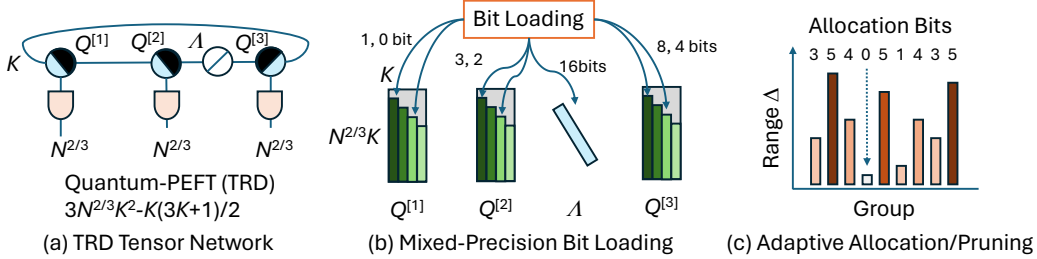 Q[1]
Q[2]
Λ
Q[3]
K
N2/3
N2/3
N2/3
Quantum-PEFT (TRD)
3N2/3K2-K(3K+1)/2
(a) TRD Tensor Network
Bit Loading
1, 0 bit
3, 2
16bits
8, 4 bits
K
N2/3K
Q[1]
Q[2]
Λ
Q[3]
(b) Mixed-Precision Bit Loading
Allocation Bits
3 5 4 0 5 1 4 3 5
Range Δ
Group
(c) Adaptive Allocation/Pruning